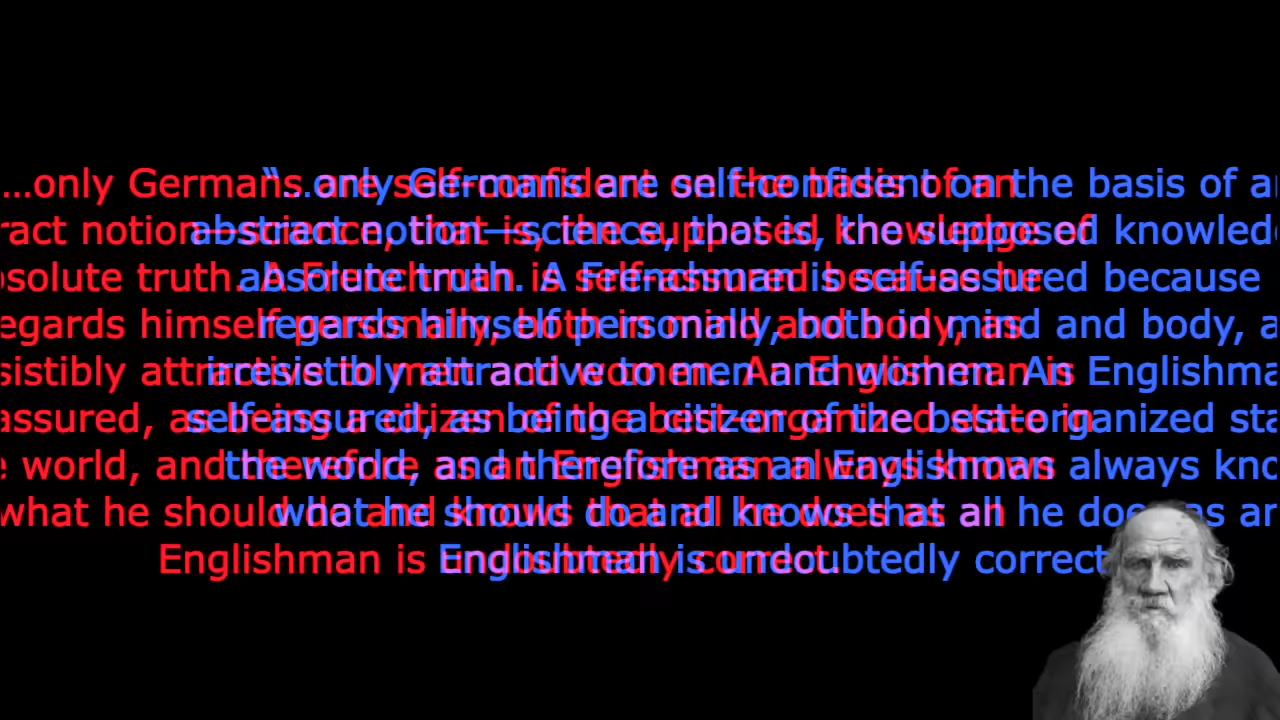 “…only Germans are self-confident on the basis of an
abstract notion—science, that is, the supposed knowledge of
absolute truth. A Frenchman is self-assured because he
regards himself personally, both in mind and body, as
irresistibly attractive to men and women. An Englishman is
self-assured, as being a citizen of the best-organized state in
the world, and therefore as an Englishman always knows
what he should do and knows that all he does as an
Englishman is undoubtedly correct.